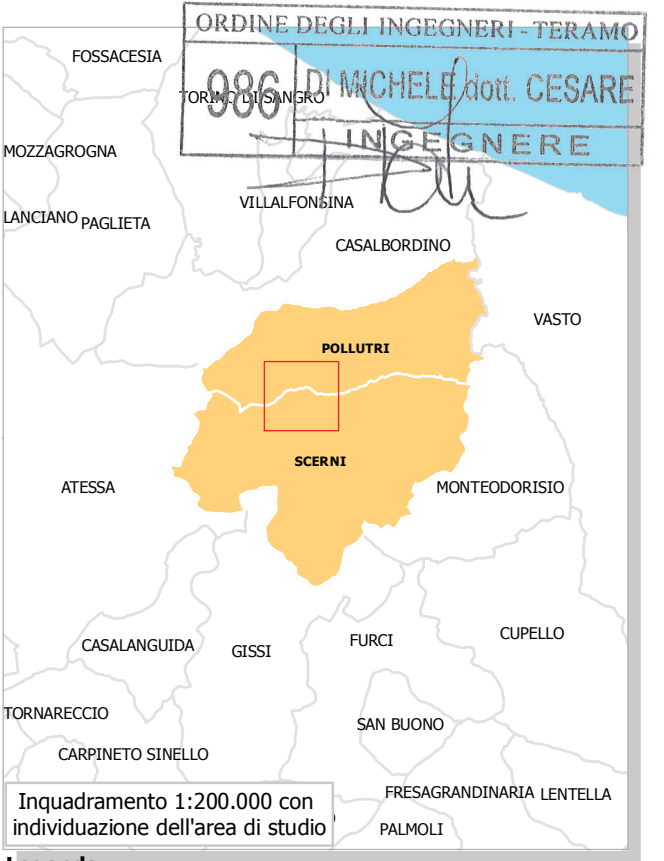 ORDINE DEGLI INGEGNERI - TERAMO
FOSSACESIA
986 DI MICHELE dott. CESARE
TORINO DI SANGRO
INGEGNERE
MOZZAGROGNA
VILLALFONSINA
LANCIANO PAGLIETA
CASALBORDINO
VASTO
POLLUTRI
SCERNI
ATESSA
MONTEODORISIO
CUPELLO
CASALANGUIDA
GISSI
FURCI
TORNARECCIO
SAN BUONO
CARPINETO SINELLO
FRESAGRANDINARIA LENTELLA
Inquadramento 1:200.000 con
individuazione dell'area di studio
PALMOLI